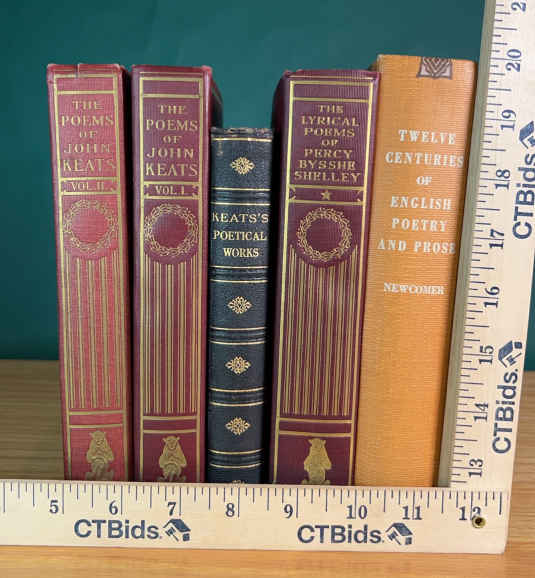 THE
POEMS
OF
JOHN
KEATS
VOL. II.
THE
POEMS
OF
JOHN
KEATS
VOL. I.
KEATS'S
POETICAL
WORKS
THE
LYRICAL
POEMS
OF
PERCY
BYSSHE
SHELLEY
TWELVE
CENTURIES
OF
ENGLISH
POETRY
AND PROSE
NEWCOMER
2
20
19
18
17
16
15
14
13
CTBids.
CTBids.
5 6 7 8 9 10 11 12
CTBids. CTBids.